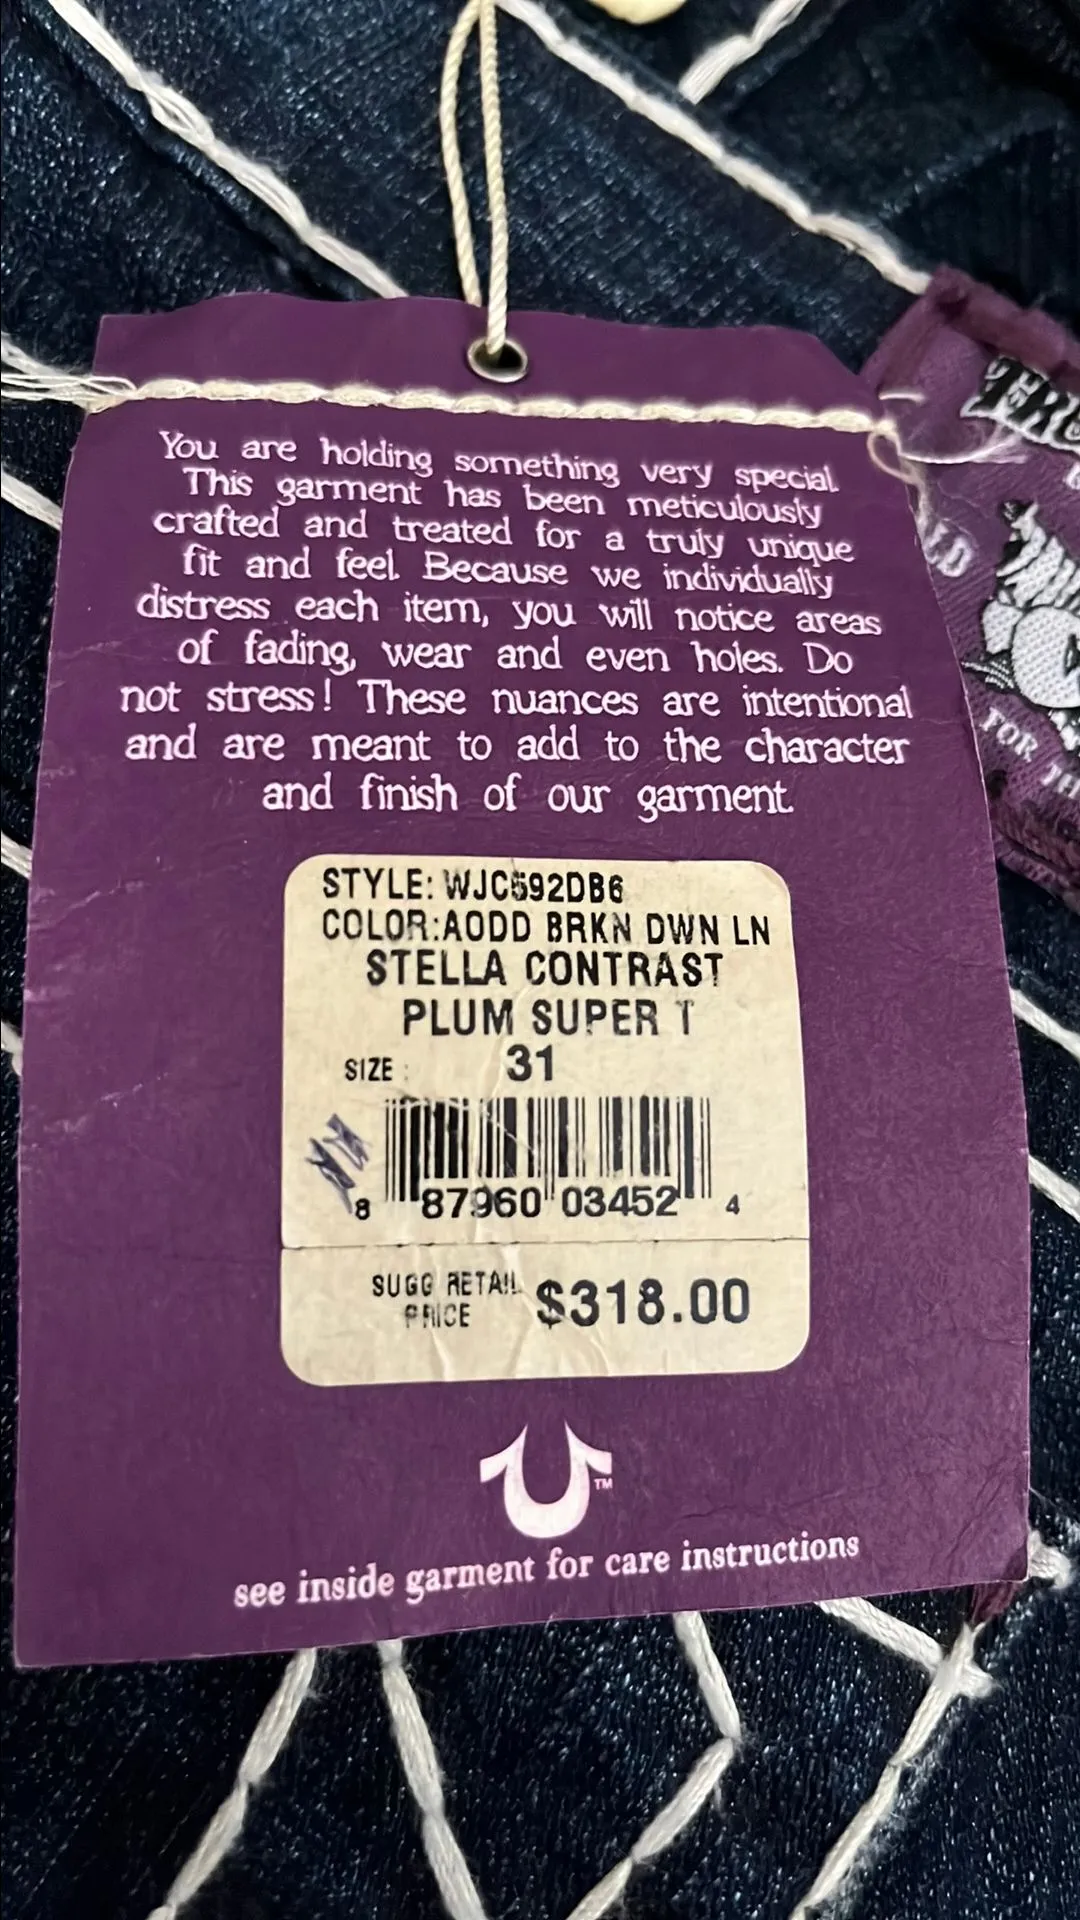 You are holding something very special.
This garment has been meticulously
crafted and treated for a truly unique
fit and feel. Because we individually
distress each item, you will notice areas
of fading, wear and even holes. Do
not stress! These nuances are intentional
and are meant to add to the character
and finish of our garment.
STYLE: WJC592DB6
COLOR:AODD BRKN DWN LN
STELLA CONTRAST
PLUM SUPER T
SIZE : 31
8 87960 03452 4
SUGG RETAIL
PRICE
$318.00
TM
see inside garment for care instructions
FOR